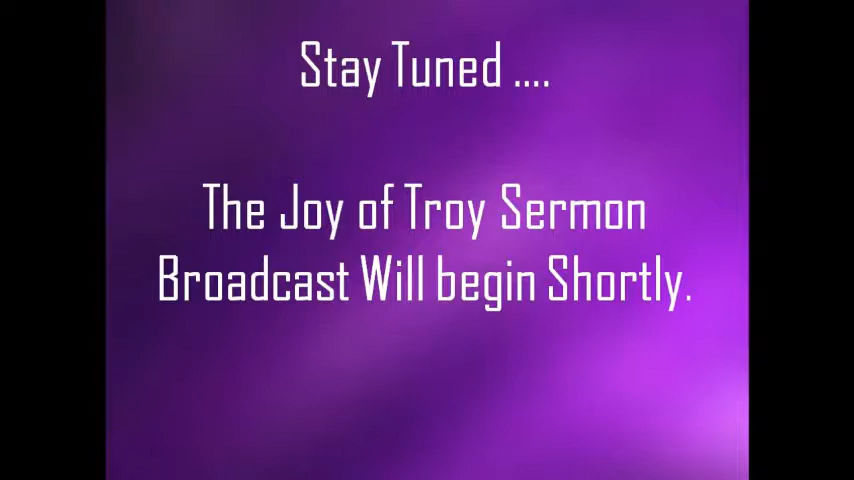 Stay Tuned ....
The Joy of Troy Sermon
Broadcast Will begin Shortly.